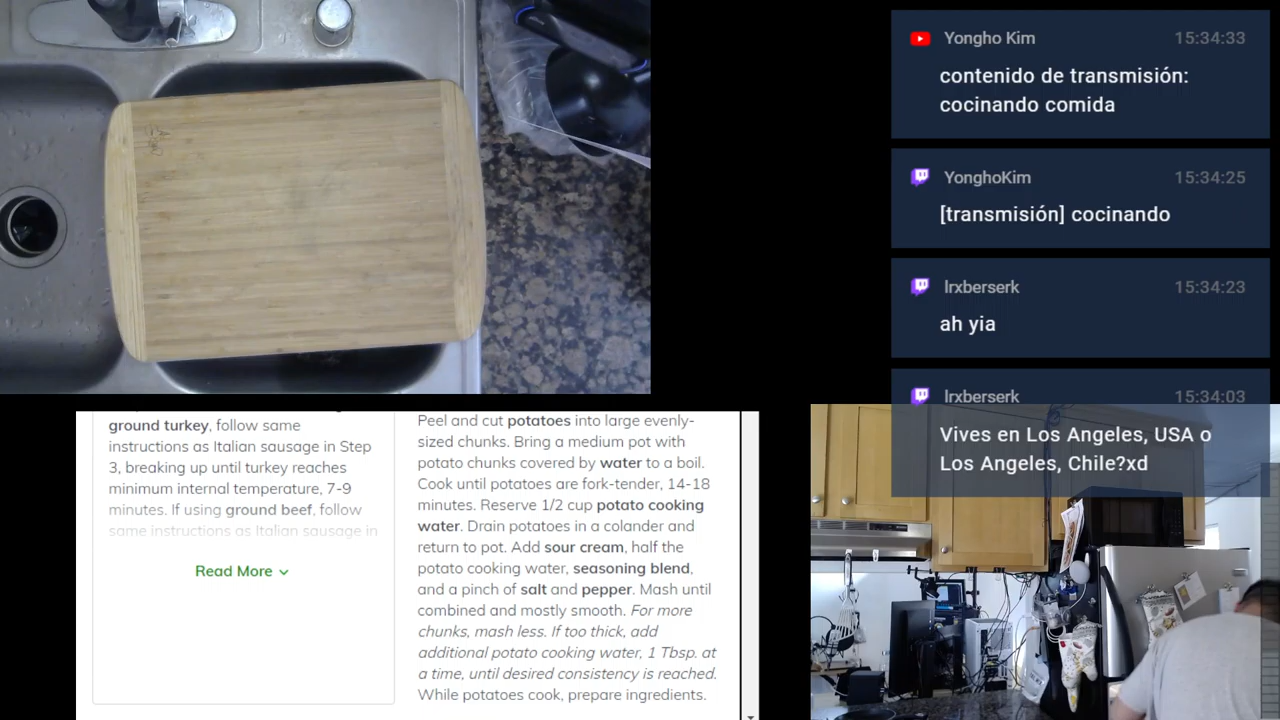 Yongho Kim 15:34:33
contenido de transmisión:
cocinando comida
YonghoKim 15:34:25
[transmisión] cocinando
lrxberserk 15:34:23
ah yia
lrxberserk 15:34:03
Vives en Los Angeles, USA o
Los Angeles, Chile?xd
ground turkey, follow same
instructions as Italian sausage in Step
3, breaking up until turkey reaches
minimum internal temperature, 7-9
minutes. If using ground beef, follow
same instructions as Italian sausage in
Read More
Peel and cut potatoes into large evenly-
sized chunks. Bring a medium pot with
potato chunks covered by water to a boil.
Cook until potatoes are fork-tender, 14-18
minutes. Reserve 1/2 cup potato cooking
water. Drain potatoes in a colander and
return to pot. Add sour cream, half the
potato cooking water, seasoning blend,
and a pinch of salt and pepper. Mash until
combined and mostly smooth. For more
chunks, mash less. If too thick, add
additional potato cooking water, 1 Tbsp. at
a time, until desired consistency is reached.
While potatoes cook, prepare ingredients.